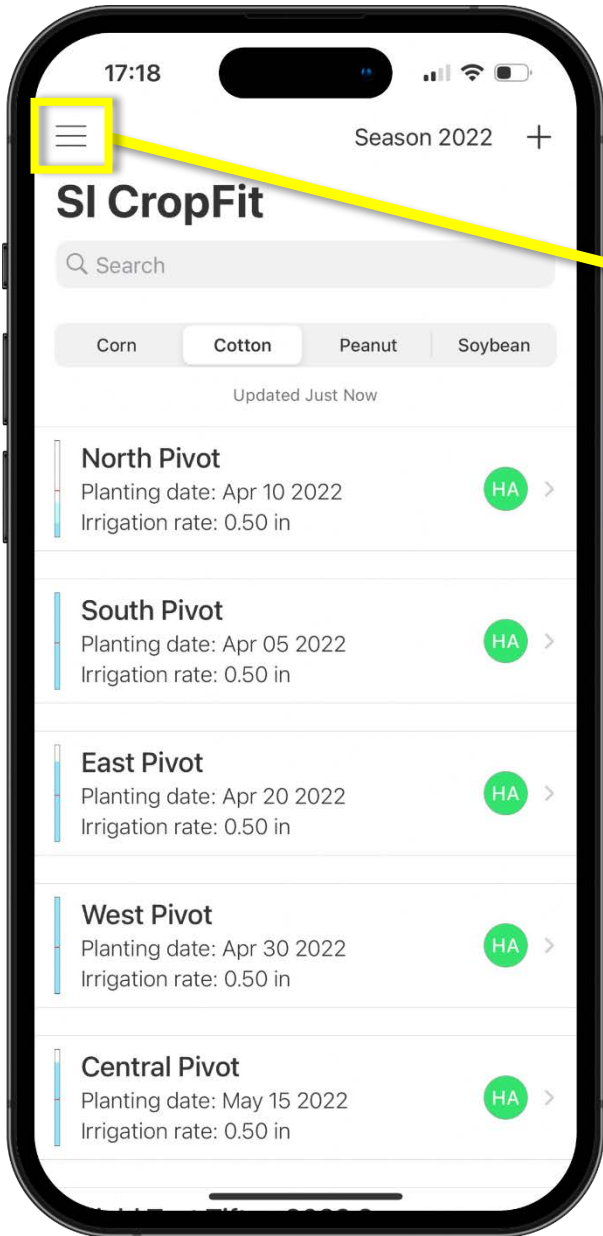 17:18
Season 2022 +
SI CropFit
Search
Corn Cotton Peanut Soybean
Updated Just Now
North Pivot
Planting date: Apr 10 2022
Irrigation rate: 0.50 in
HA
South Pivot
Planting date: Apr 05 2022
Irrigation rate: 0.50 in
HA
East Pivot
Planting date: Apr 20 2022
Irrigation rate: 0.50 in
HA
West Pivot
Planting date: Apr 30 2022
Irrigation rate: 0.50 in
HA
Central Pivot
Planting date: May 15 2022
Irrigation rate: 0.50 in
HA